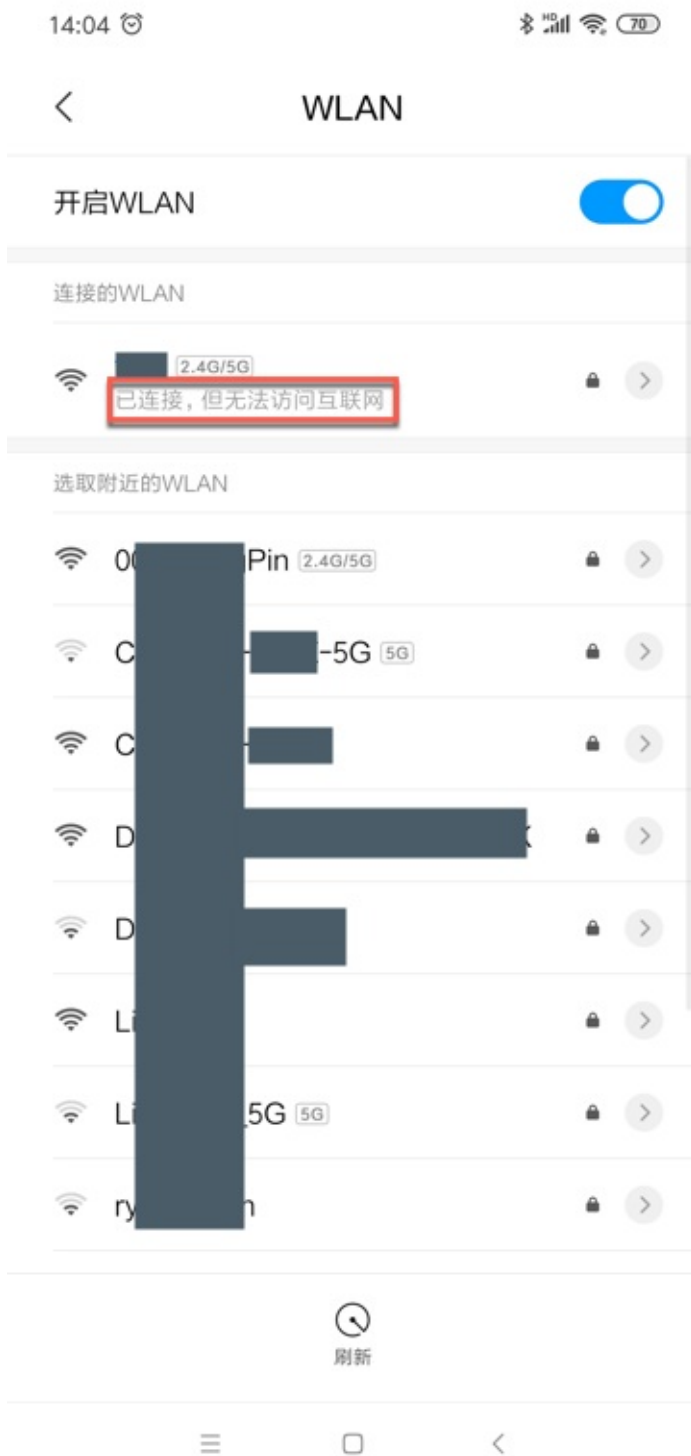 14:04
HD 70
WLAN
开启WLAN
连接的WLAN
2.4G/5G
已连接，但无法访问互联网
选取附近的WLAN
Pin 2.4G/5G
C -5G 5G
C
D
D
Li
Li _5G 5G
ry
刷新